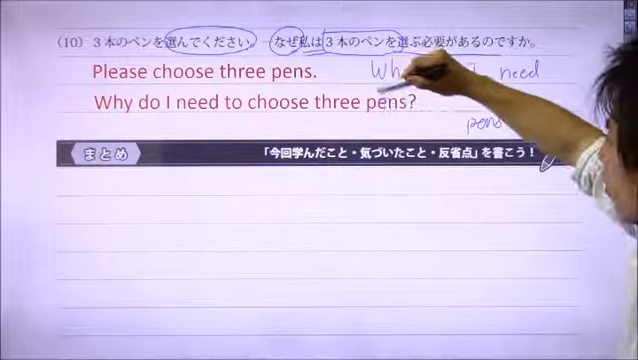 (10) 3本のペンを選んでください ―なぜ私は3本のペンを選ぶ必要があるのですか。
Please choose three pens.
Wh need
Why do I need to choose three pens?
pens
まとめ 「今回学んだこと・気づいたこと・反省点」を書こう！